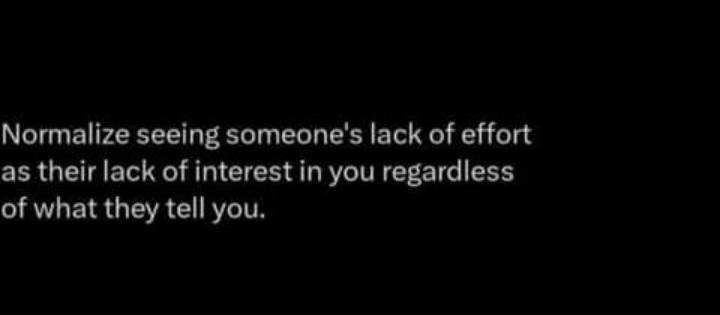 Normalize seeing someone's lack of effort
as their lack of interest in you regardless
of what they tell you.